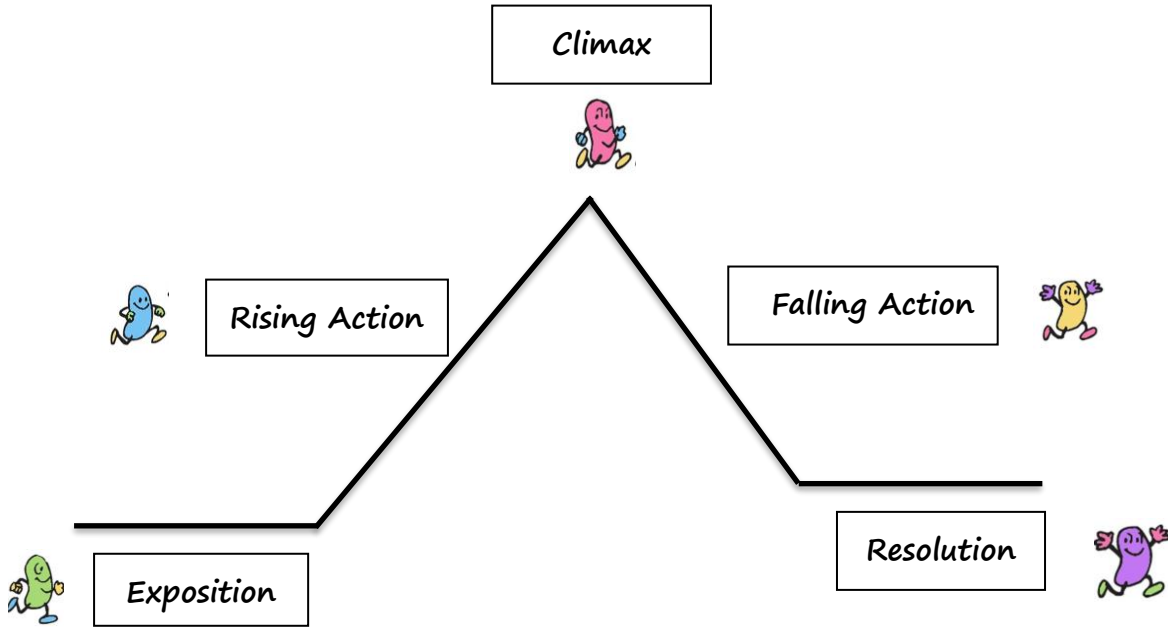 Climax
Rising Action
Falling Action
Resolution
Exposition